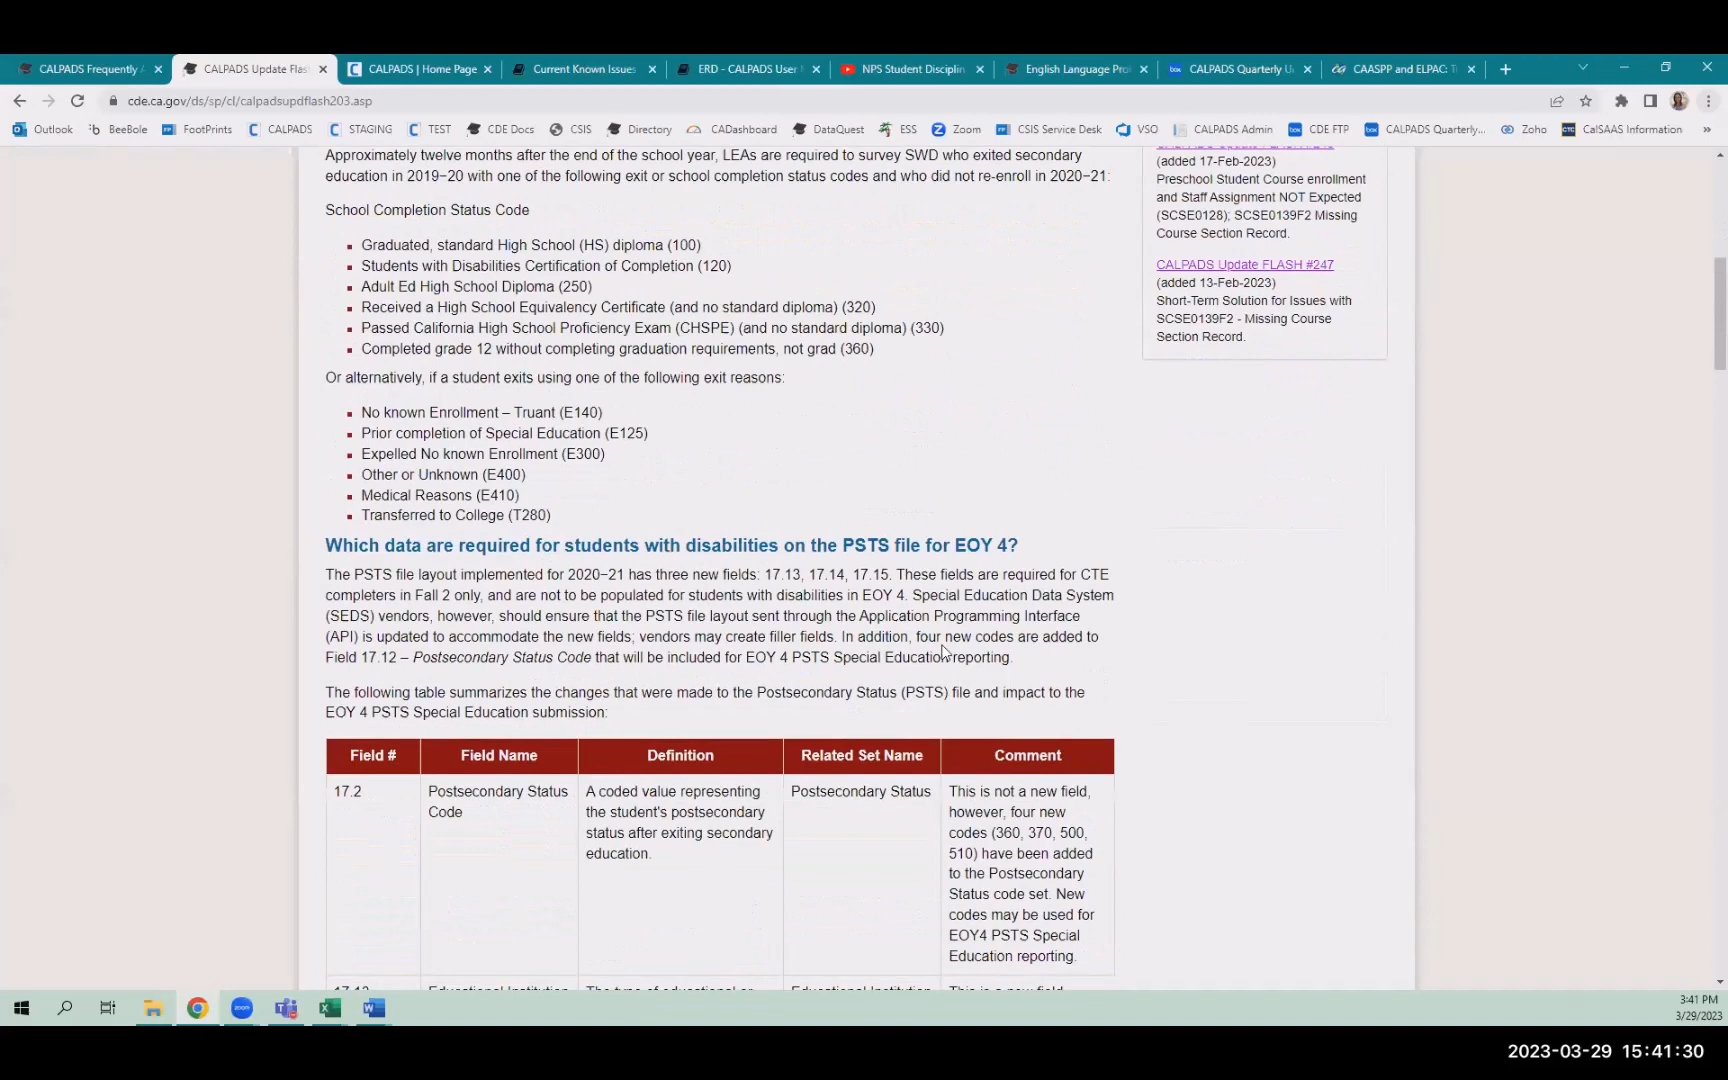 CALPADS Frequently A
CALPADS Update Flas
CALPADS | Home Page
Current Known Issues
ERD - CALPADS User M
NPS Student Disciplin
English Language Pro
CALPADS Quarterly U
CAASPP and ELPAC: T
cde.ca.gov/ds/sp/cl/calpadsupdflash203.asp
Outlook
BeeBole
FootPrints
CALPADS
STAGING
TEST
CDE Docs
CSIS
Directory
CADashboard
DataQuest
ESS
Zoom
CSIS Service Desk
VSO
CALPADS Admin
CDE FTP
CALPADS Quarterly...
Zoho
CalSAAS Information
Approximately twelve months after the end of the school year, LEAs are required to survey SWD who exited secondary
education in 2019−20 with one of the following exit or school completion status codes and who did not re-enroll in 2020−21:
School Completion Status Code
Graduated, standard High School (HS) diploma (100)
Students with Disabilities Certification of Completion (120)
Adult Ed High School Diploma (250)
Received a High School Equivalency Certificate (and no standard diploma) (320)
Passed California High School Proficiency Exam (CHSPE) (and no standard diploma) (330)
Completed grade 12 without completing graduation requirements, not grad (360)
Or alternatively, if a student exits using one of the following exit reasons:
No known Enrollment – Truant (E140)
Prior completion of Special Education (E125)
Expelled No known Enrollment (E300)
Other or Unknown (E400)
Medical Reasons (E410)
Transferred to College (T280)
Which data are required for students with disabilities on the PSTS file for EOY 4?
The PSTS file layout implemented for 2020−21 has three new fields: 17.13, 17.14, 17.15. These fields are required for CTE
completers in Fall 2 only, and are not to be populated for students with disabilities in EOY 4. Special Education Data System
(SEDS) vendors, however, should ensure that the PSTS file layout sent through the Application Programming Interface
(API) is updated to accommodate the new fields; vendors may create filler fields. In addition, four new codes are added to
Field 17.12 – Postsecondary Status Code that will be included for EOY 4 PSTS Special Education reporting.
The following table summarizes the changes that were made to the Postsecondary Status (PSTS) file and impact to the
EOY 4 PSTS Special Education submission:
Field #
Field Name
Definition
Related Set Name
Comment
17.2
Postsecondary Status
Code
A coded value representing
the student's postsecondary
status after exiting secondary
education.
Postsecondary Status
This is not a new field,
however, four new
codes (360, 370, 500,
510) have been added
to the Postsecondary
Status code set. New
codes may be used for
EOY4 PSTS Special
Education reporting.
(added 17-Feb-2023)
Preschool Student Course enrollment
and Staff Assignment NOT Expected
(SCSE0128); SCSE0139F2 Missing
Course Section Record.
CALPADS Update FLASH #247
(added 13-Feb-2023)
Short-Term Solution for Issues with
SCSE0139F2 - Missing Course
Section Record.
3:41 PM
3/29/2023
2023-03-29 15:41:30